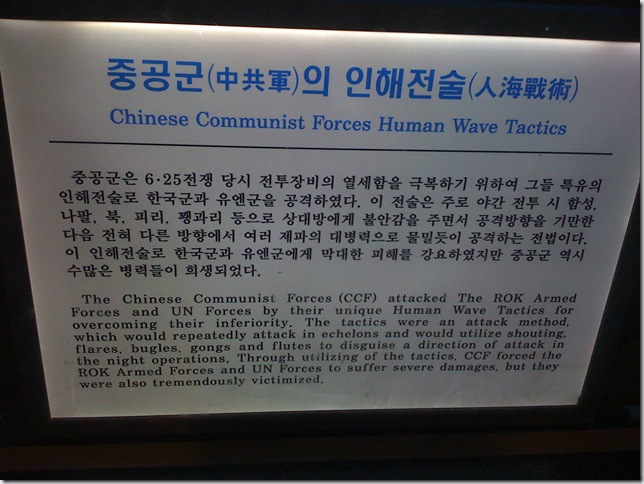 중공군(中共軍)의 인해전술(人海戰術)
Chinese Communist Forces Human Wave Tactics
중공군은 6·25전쟁 당시 전투장비의 열세함을 극복하기 위하여 그들 특유의
인해전술로 한국군과 유엔군을 공격하였다. 이 전술은 주로 야간 전투 시 함성,
나팔, 북, 피리, 꽹과리 등으로 상대방에게 불안감을 주면서 공격방향을 기만한
다음 전혀 다른 방향에서 여러 제파의 대병력으로 물밀듯이 공격하는 전법이다.
이 인해전술로 한국군과 유엔군에게 막대한 피해를 강요하였지만 중공군 역시
수많은 병력들이 희생되었다.
The Chinese Communist Forces (CCF) attacked The ROK Armed
Forces and UN Forces by their unique Human Wave Tactics for
overcoming their inferiority. The tactics were an attack method,
which would repeatedly attack in echelons and would utilize shouting,
flares, bugles, gongs and flutes to disguise a direction of attack in
the night operations. Through utilizing of the tactics, CCF forced the
ROK Armed Forces and UN Forces to suffer severe damages, but they
were also tremendously victimized.